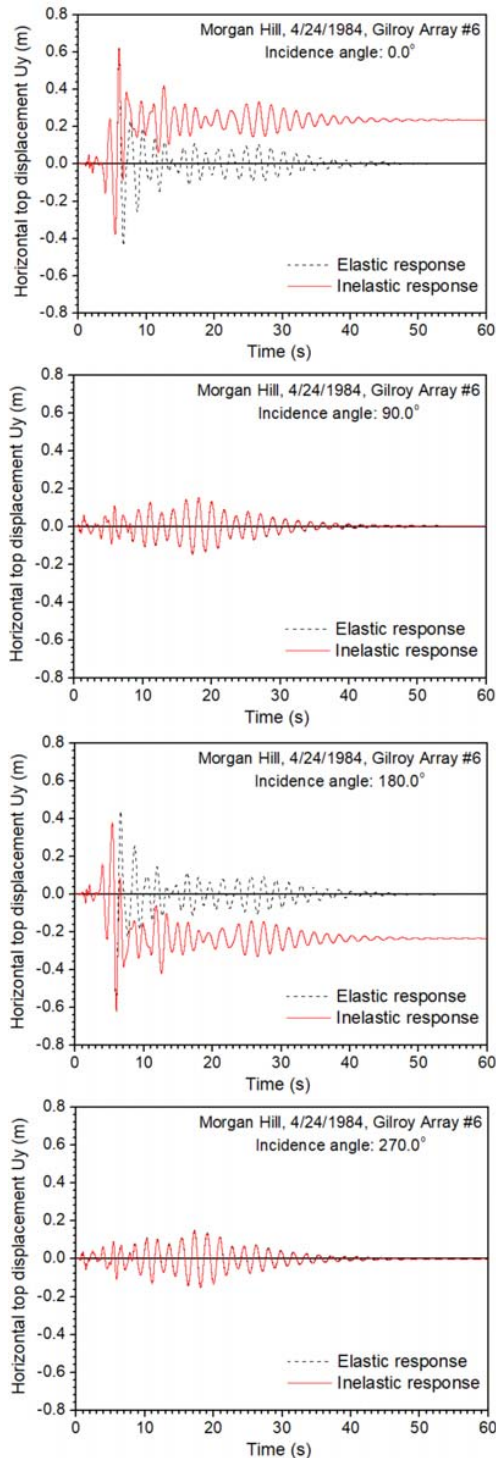 Morgan Hill, 4/24/1984, Gilroy Array #6
Incidence angle: 0.0°
Horizontal top displacement Uy (m)
0.8
0.6
0.4
0.2
0.0
-0.2
-0.4
-0.6
-0.8
Elastic response
Inelastic response
0 10 20 30 40 50 60
Time (s)
Morgan Hill, 4/24/1984, Gilroy Array #6
Incidence angle: 90.0°
Horizontal top displacement Uy (m)
0.8
0.6
0.4
0.2
0.0
-0.2
-0.4
-0.6
-0.8
Elastic response
Inelastic response
0 10 20 30 40 50 60
Time (s)
Morgan Hill, 4/24/1984, Gilroy Array #6
Incidence angle: 180.0°
Horizontal top displacement Uy (m)
0.8
0.6
0.4
0.2
0.0
-0.2
-0.4
-0.6
-0.8
Elastic response
Inelastic response
0 10 20 30 40 50 60
Time (s)
Morgan Hill, 4/24/1984, Gilroy Array #6
Incidence angle: 270.0°
Horizontal top displacement Uy (m)
0.8
0.6
0.4
0.2
0.0
-0.2
-0.4
-0.6
-0.8
Elastic response
Inelastic response
0 10 20 30 40 50 60
Time (s)